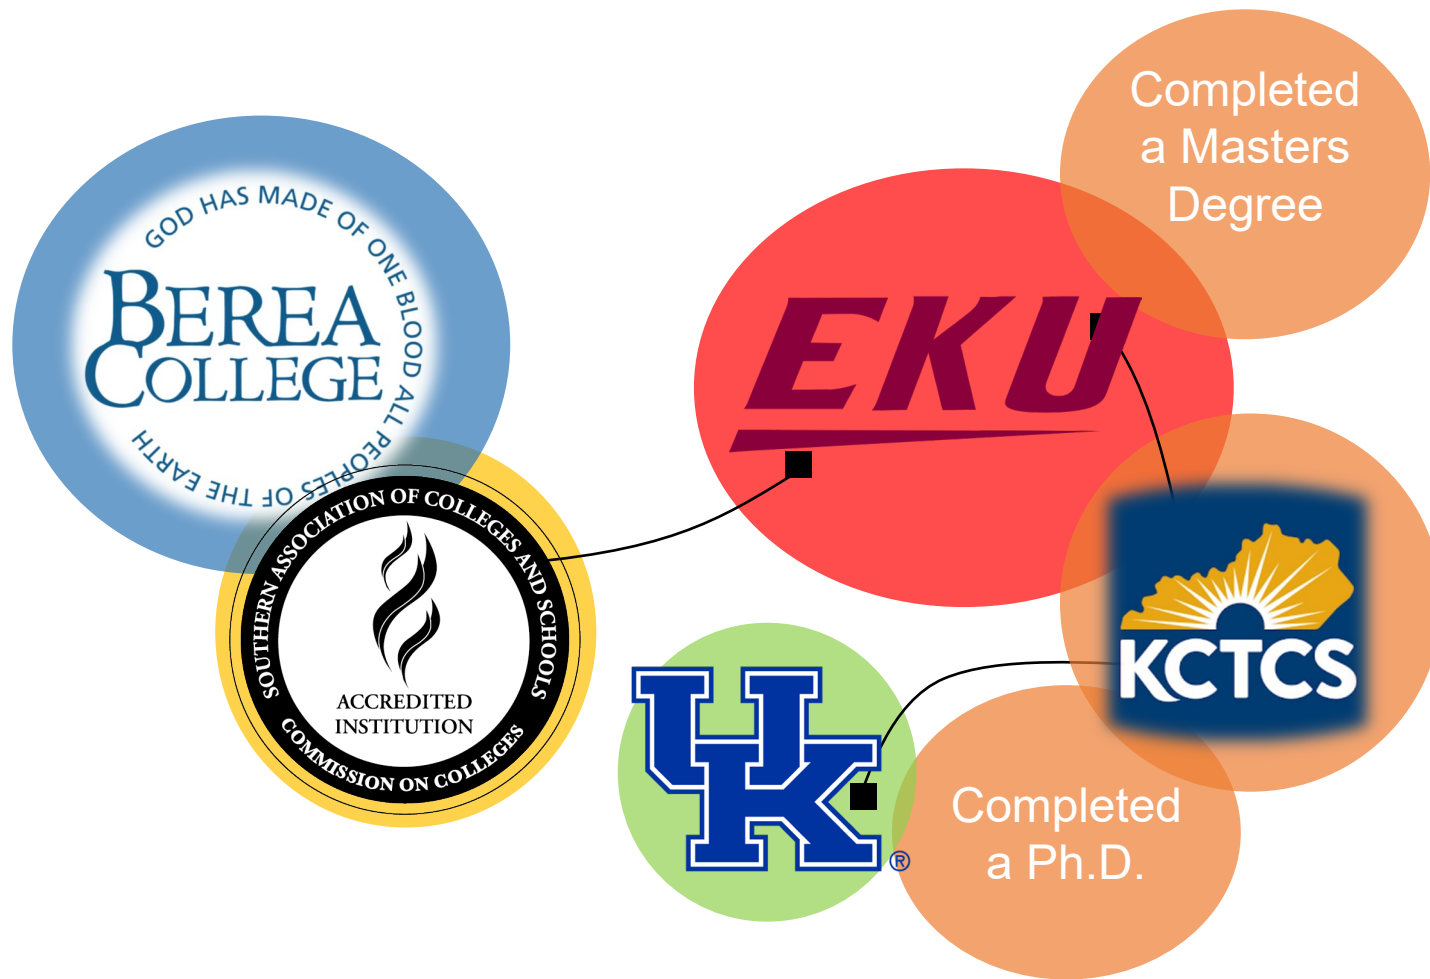 GOD HAS MADE OF ONE BLOOD ALL PEOPLES OF THE EARTH
BEREA
COLLEGE
SOUTHERN ASSOCIATION OF COLLEGES AND SCHOOLS
ACCREDITED
INSTITUTION
COMMISSION ON COLLEGES
EKU
Completed
a Masters
Degree
KCTCS
UK
®
Completed
a Ph.D.